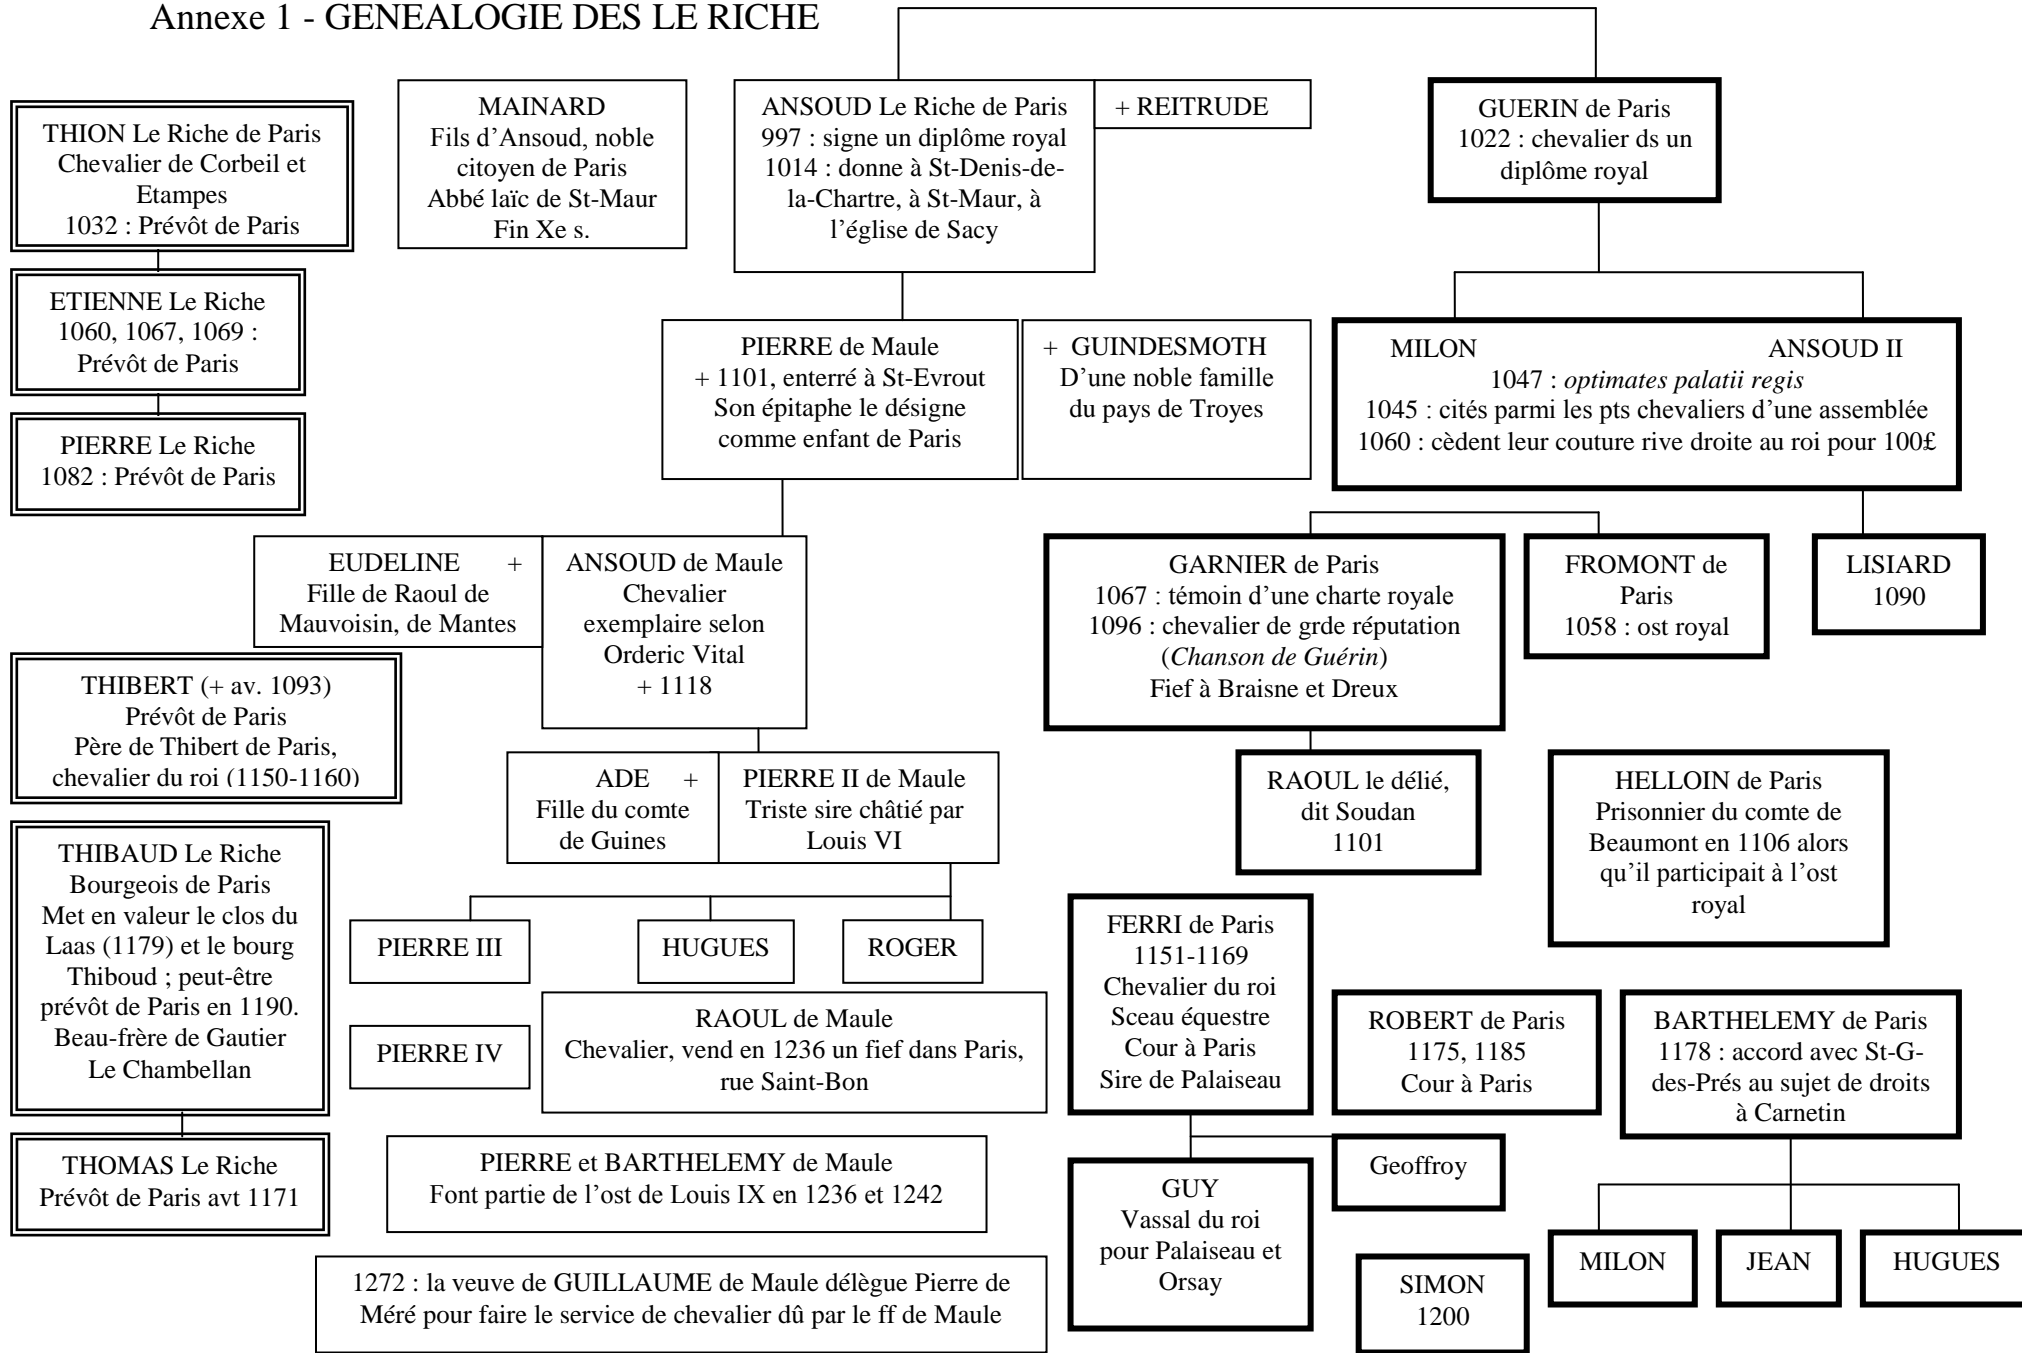 Annexe 1 - GENEALOGIE DES LE RICHE
THION Le Riche de Paris
Chevalier de Corbeil et
Etampes
1032 : Prévôt de Paris
MAINARD
Fils d’Ansoud, noble
citoyen de Paris
Abbé laïc de St-Maur
Fin Xe s.
ANSOUD Le Riche de Paris
997 : signe un diplôme royal
1014 : donne à St-Denis-de-
la-Chartre, à St-Maur, à
l’église de Sacy
+ REITRUDE
GUERIN de Paris
1022 : chevalier ds un
diplôme royal
ETIENNE Le Riche
1060, 1067, 1069 :
Prévôt de Paris
PIERRE Le Riche
1082 : Prévôt de Paris
PIERRE de Maule
+ 1101, enterré à St-Evrout
Son épitaphe le désigne
comme enfant de Paris
+ GUINDESMOTH
D’une noble famille
du pays de Troyes
MILON ANSOUD II
1047 : optimates palatii regis
1045 : cités parmi les pts chevaliers d’une assemblée
1060 : cèdent leur couture rive droite au roi pour 100£
EUDELINE +
Fille de Raoul de
Mauvoisin, de Mantes
ANSOUD de Maule
Chevalier
exemplaire selon
Orderic Vital
+ 1118
GARNIER de Paris
1067 : témoin d’une charte royale
1096 : chevalier de grde réputation
(Chanson de Guérin)
Fief à Braisne et Dreux
FROMONT de
Paris
1058 : ost royal
LISIARD
1090
THIBERT (+ av. 1093)
Prévôt de Paris
Père de Thibert de Paris,
chevalier du roi (1150-1160)
ADE +
Fille du comte
de Guines
PIERRE II de Maule
Triste sire châtié par
Louis VI
RAOUL le délié,
dit Soudan
1101
HELLOIN de Paris
Prisonnier du comte de
Beaumont en 1106 alors
qu’il participait à l’ost
royal
THIBAUD Le Riche
Bourgeois de Paris
Met en valeur le clos du
Laas (1179) et le bourg
Thiboud ; peut-être
prévôt de Paris en 1190.
Beau-frère de Gautier
Le Chambellan
PIERRE III
HUGUES
ROGER
FERRI de Paris
1151-1169
Chevalier du roi
Sceau équestre
Cour à Paris
Sire de Palaiseau
PIERRE IV
RAOUL de Maule
Chevalier, vend en 1236 un fief dans Paris,
rue Saint-Bon
ROBERT de Paris
1175, 1185
Cour à Paris
BARTHELEMY de Paris
1178 : accord avec St-G-
des-Prés au sujet de droits
à Carnetin
THOMAS Le Riche
Prévôt de Paris avt 1171
PIERRE et BARTHELEMY de Maule
Font partie de l’ost de Louis IX en 1236 et 1242
Geoffroy
GUY
Vassal du roi
pour Palaiseau et
Orsay
MILON
JEAN
HUGUES
1272 : la veuve de GUILLAUME de Maule délègue Pierre de
Méré pour faire le service de chevalier dû par le ff de Maule
SIMON
1200